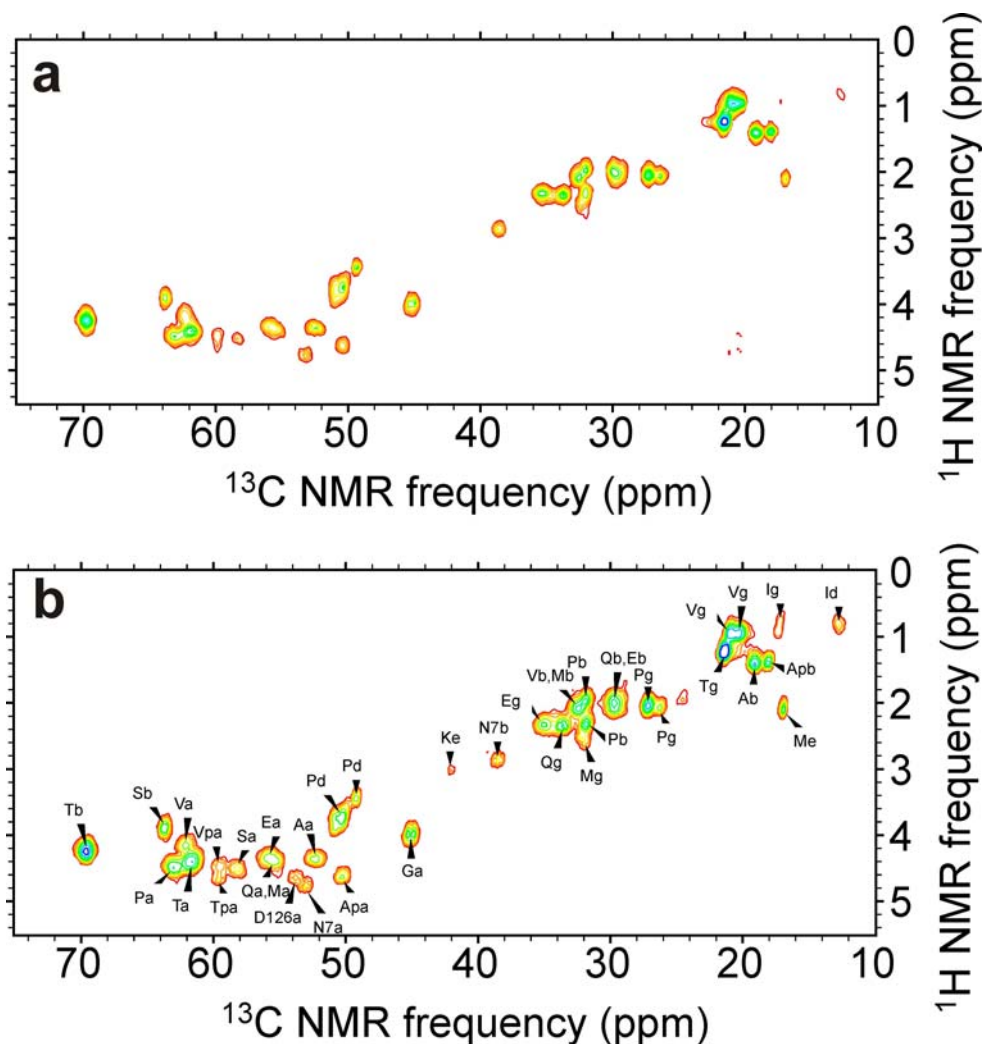 a
0
1
2
3
4
5
¹H NMR frequency (ppm)
70 60 50 40 30 20 10
¹³C NMR frequency (ppm)
b
0
1
2
3
4
5
¹H NMR frequency (ppm)
Vg Vg Ig Id
Pb Qb,Eb Pg
Vb,Mb
Eg Tg Ab Apb
Ke N7b Qg Mg Pb Pg Me
Pd Pd
Tb Sb Va Vpa Sa Ea Aa
Ga
Pa Ta Tpa Qa,Ma D126a N7a Apa
70 60 50 40 30 20 10
¹³C NMR frequency (ppm)